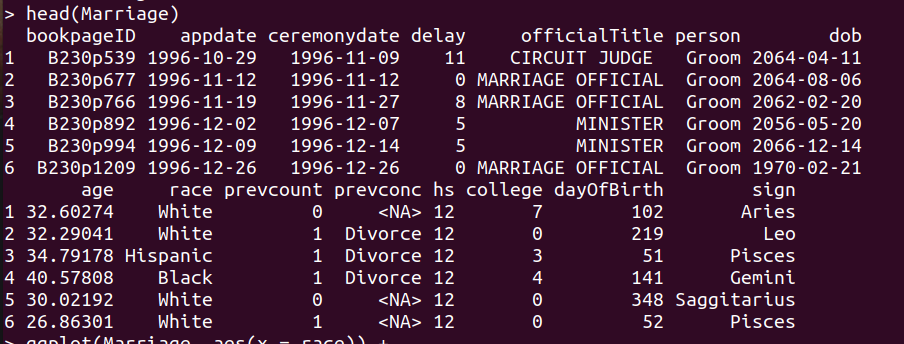 > head(Marriage)
  bookpageID    appdate ceremonydate delay     officialTitle person        dob
1   B230p539 1996-10-29   1996-11-09    11    CIRCUIT JUDGE   Groom 2064-04-11
2   B230p677 1996-11-12   1996-11-12     0 MARRIAGE OFFICIAL  Groom 2064-08-06
3   B230p766 1996-11-19   1996-11-27     8 MARRIAGE OFFICIAL  Groom 2062-02-20
4   B230p892 1996-12-02   1996-12-07     5          MINISTER  Groom 2056-05-20
5   B230p994 1996-12-09   1996-12-14     5          MINISTER  Groom 2066-12-14
6  B230p1209 1996-12-26   1996-12-26     0 MARRIAGE OFFICIAL  Groom 1970-02-21
       age     race prevcount prevconc hs college dayOfBirth        sign
1 32.60274    White         0     <NA> 12       7        102       Aries
2 32.29041    White         1  Divorce 12       0        219         Leo
3 34.79178 Hispanic         1  Divorce 12       3         51      Pisces
4 40.57808    Black         1  Divorce 12       4        141      Gemini
5 30.02192    White         0     <NA> 12       0        348 Saggitarius
6 26.86301    White         1     <NA> 12       0         52      Pisces
> ggplot(Marriage, aes(x = race)) +